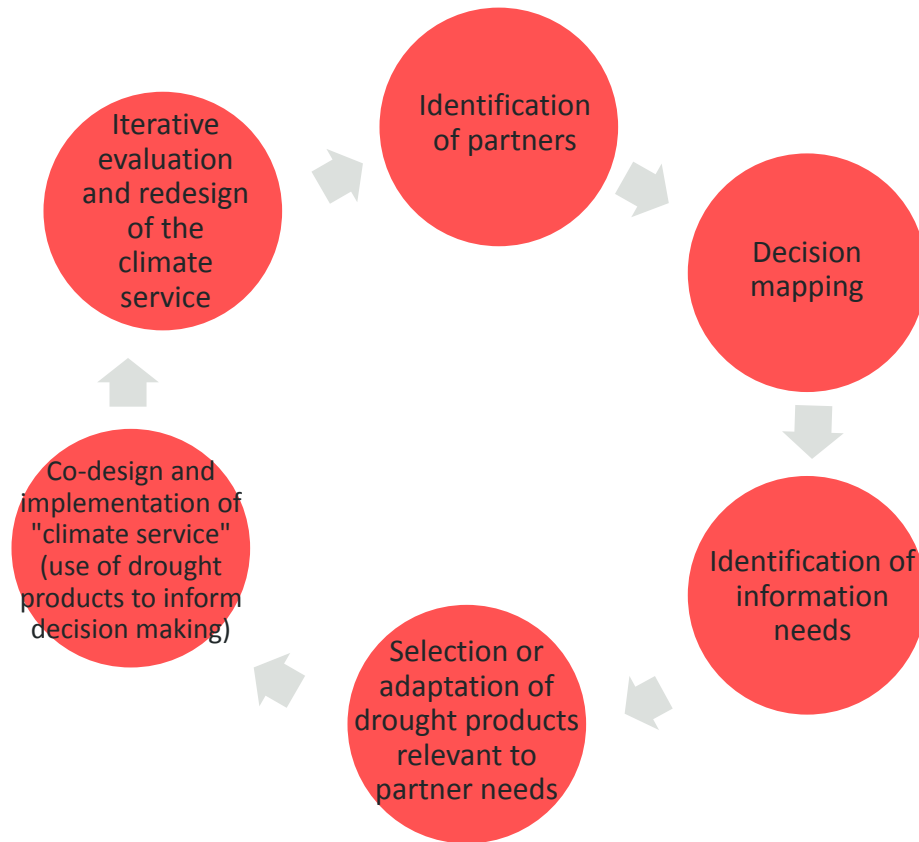 Identification
of partners
Decision
mapping
Identification of
information
needs
Selection or
adaptation of
drought products
relevant to
partner needs
Co-design and
implementation of
"climate service"
(use of drought
products to inform
decision making)
Iterative
evaluation
and redesign
of the
climate
service